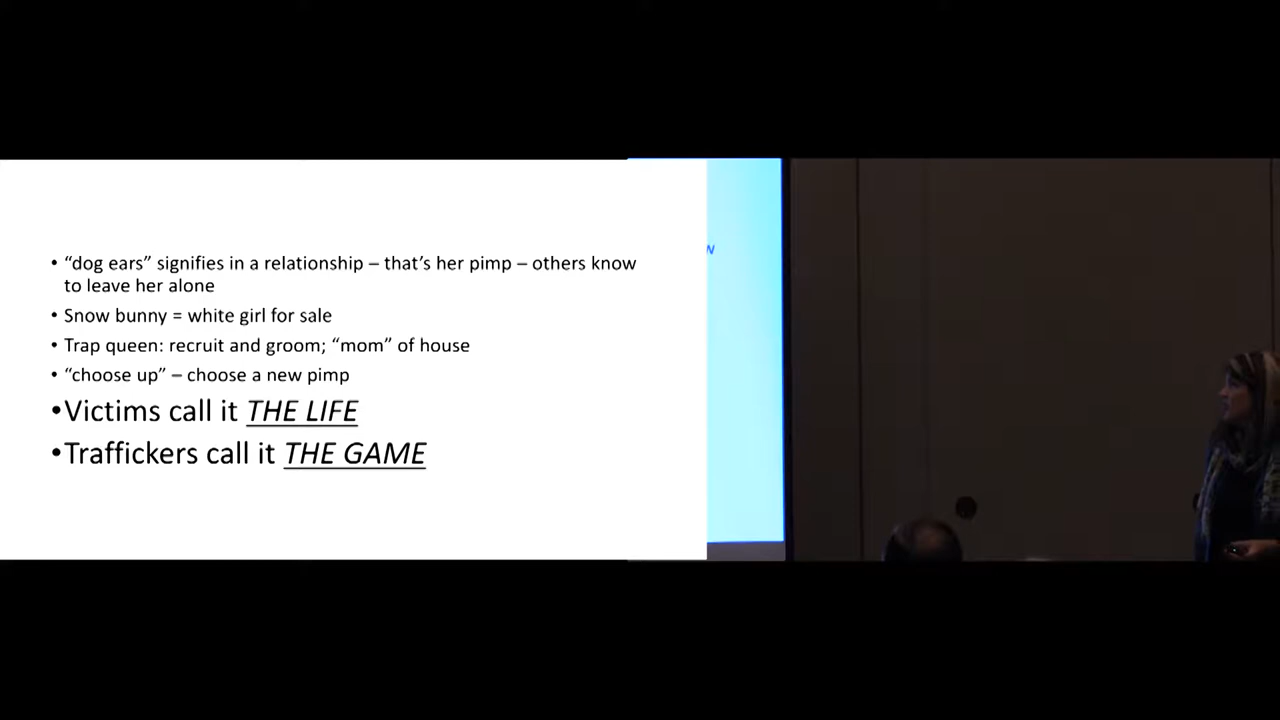 • “dog ears” signifies in a relationship – that’s her pimp – others know
to leave her alone
• Snow bunny = white girl for sale
• Trap queen: recruit and groom; “mom” of house
• “choose up” – choose a new pimp
•Victims call it THE LIFE
•Traffickers call it THE GAME